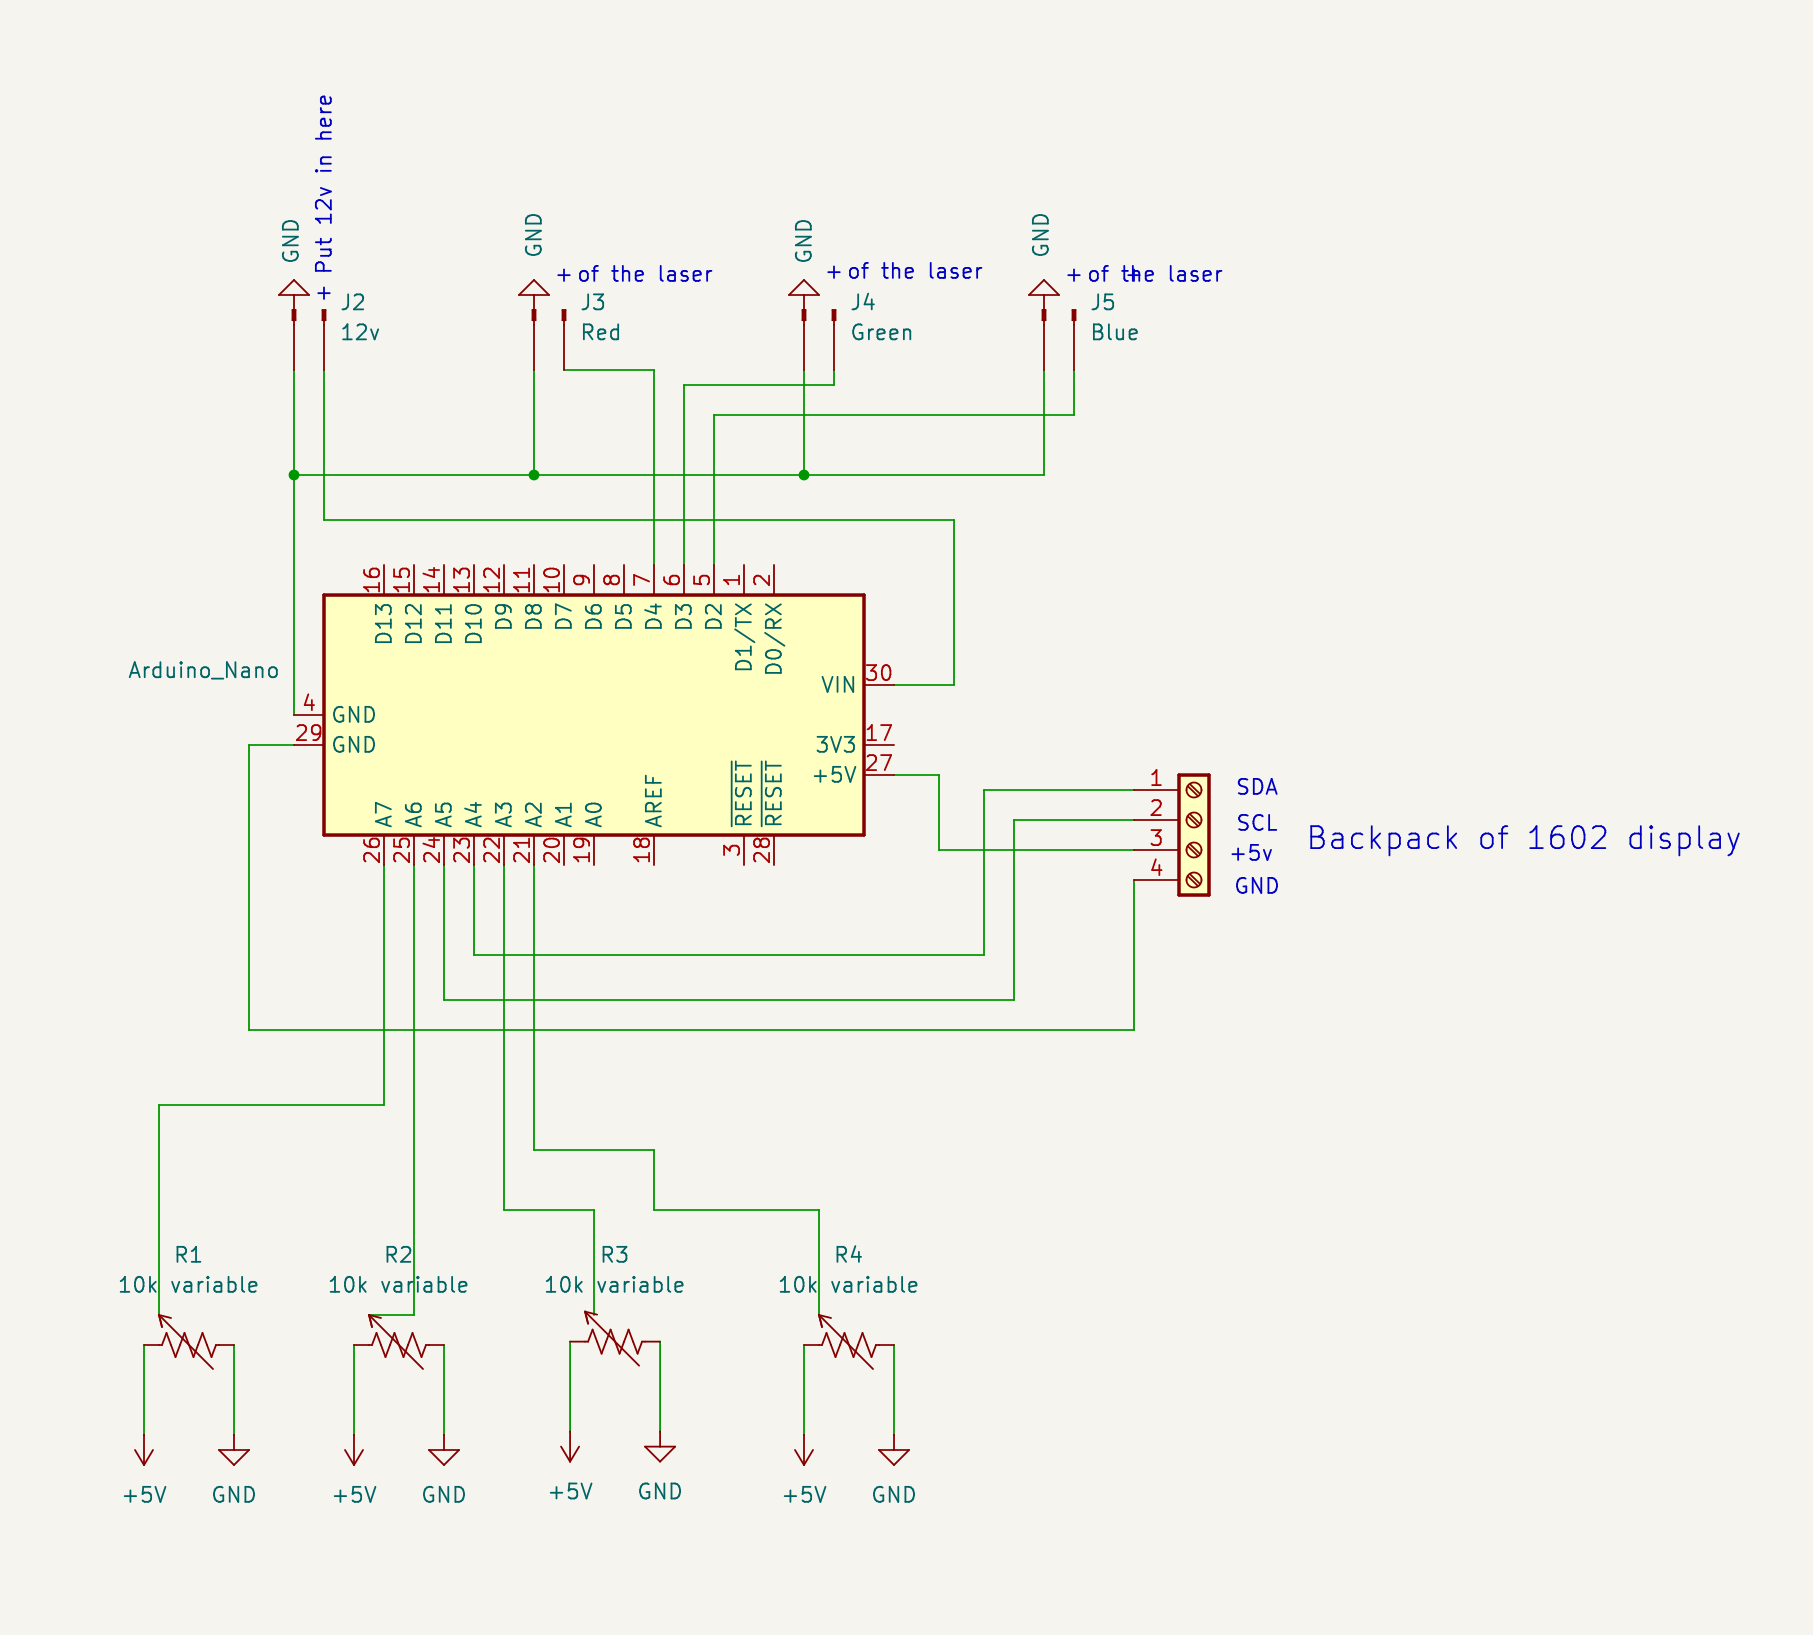 + Put 12v in here
GND
GND
GND
GND
+ of the laser
+ of the laser
+ of the laser
+
J2
12v
J3
Red
J4
Green
J5
Blue
16 15 14 13 12 11 10 9 8 7 6 5 1 2
D13 D12 D11 D10 D9 D8 D7 D6 D5 D4 D3 D2 D1/TX D0/RX
Arduino_Nano
VIN 30
4 GND
29 GND
3V3 17
+5V 27
A7 A6 A5 A4 A3 A2 A1 A0 AREF RESET RESET
26 25 24 23 22 21 20 19 18 3 28
1 SDA
2 SCL
3 +5v
4 GND
Backpack of 1602 display
R1
10k variable
R2
10k variable
R3
10k variable
R4
10k variable
+5V GND +5V GND +5V GND +5V GND